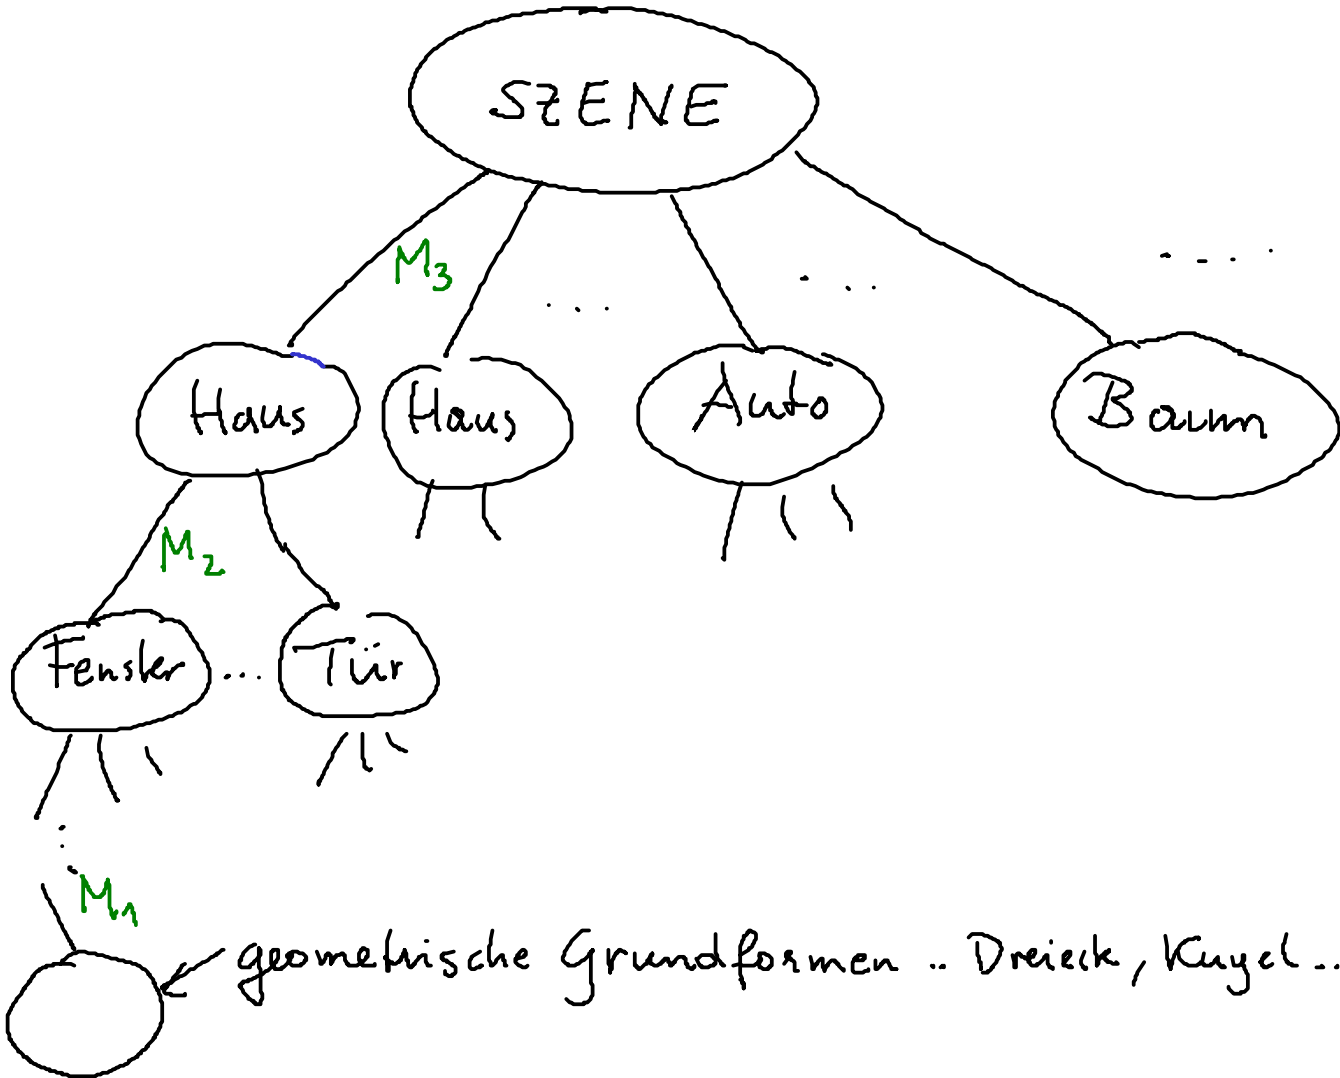 SZENE
M3
Haus
Haus
Auto
Baum
M2
Fenster ... Tür
M1
geometrische Grundformen .. Dreieck, Kugel ..